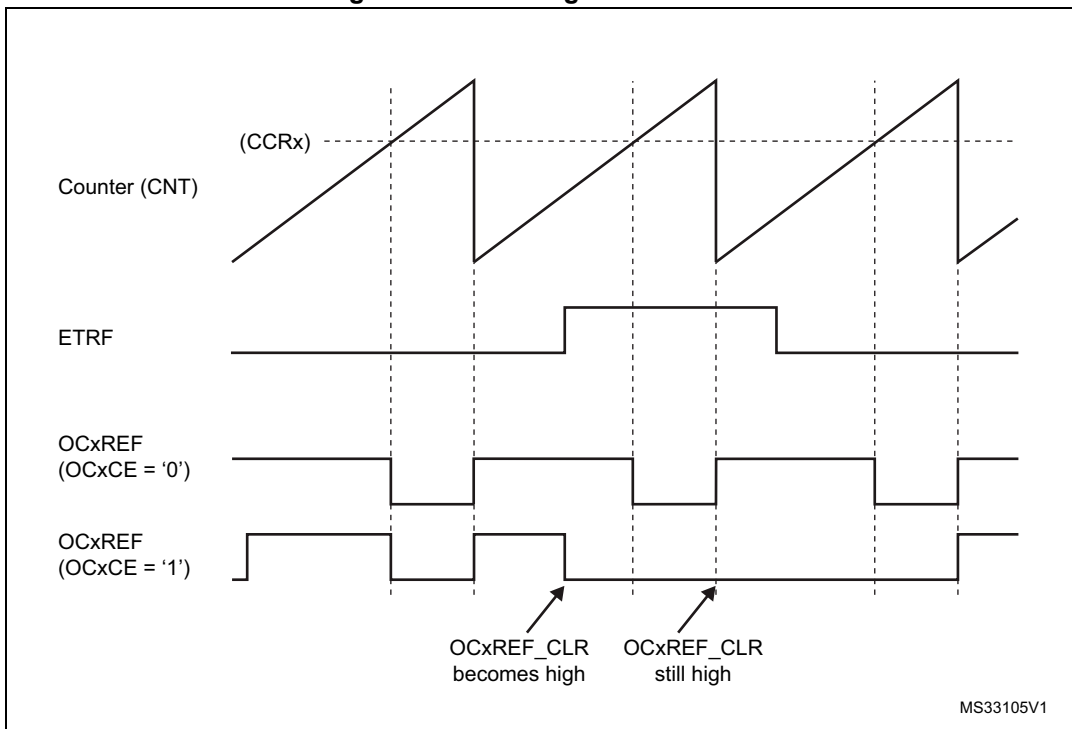 (CCRx)
Counter (CNT)
ETRF
OCxREF
(OCxCE = ‘0’)
OCxREF
(OCxCE = ‘1’)
OCxREF_CLR
becomes high
OCxREF_CLR
still high
MS33105V1